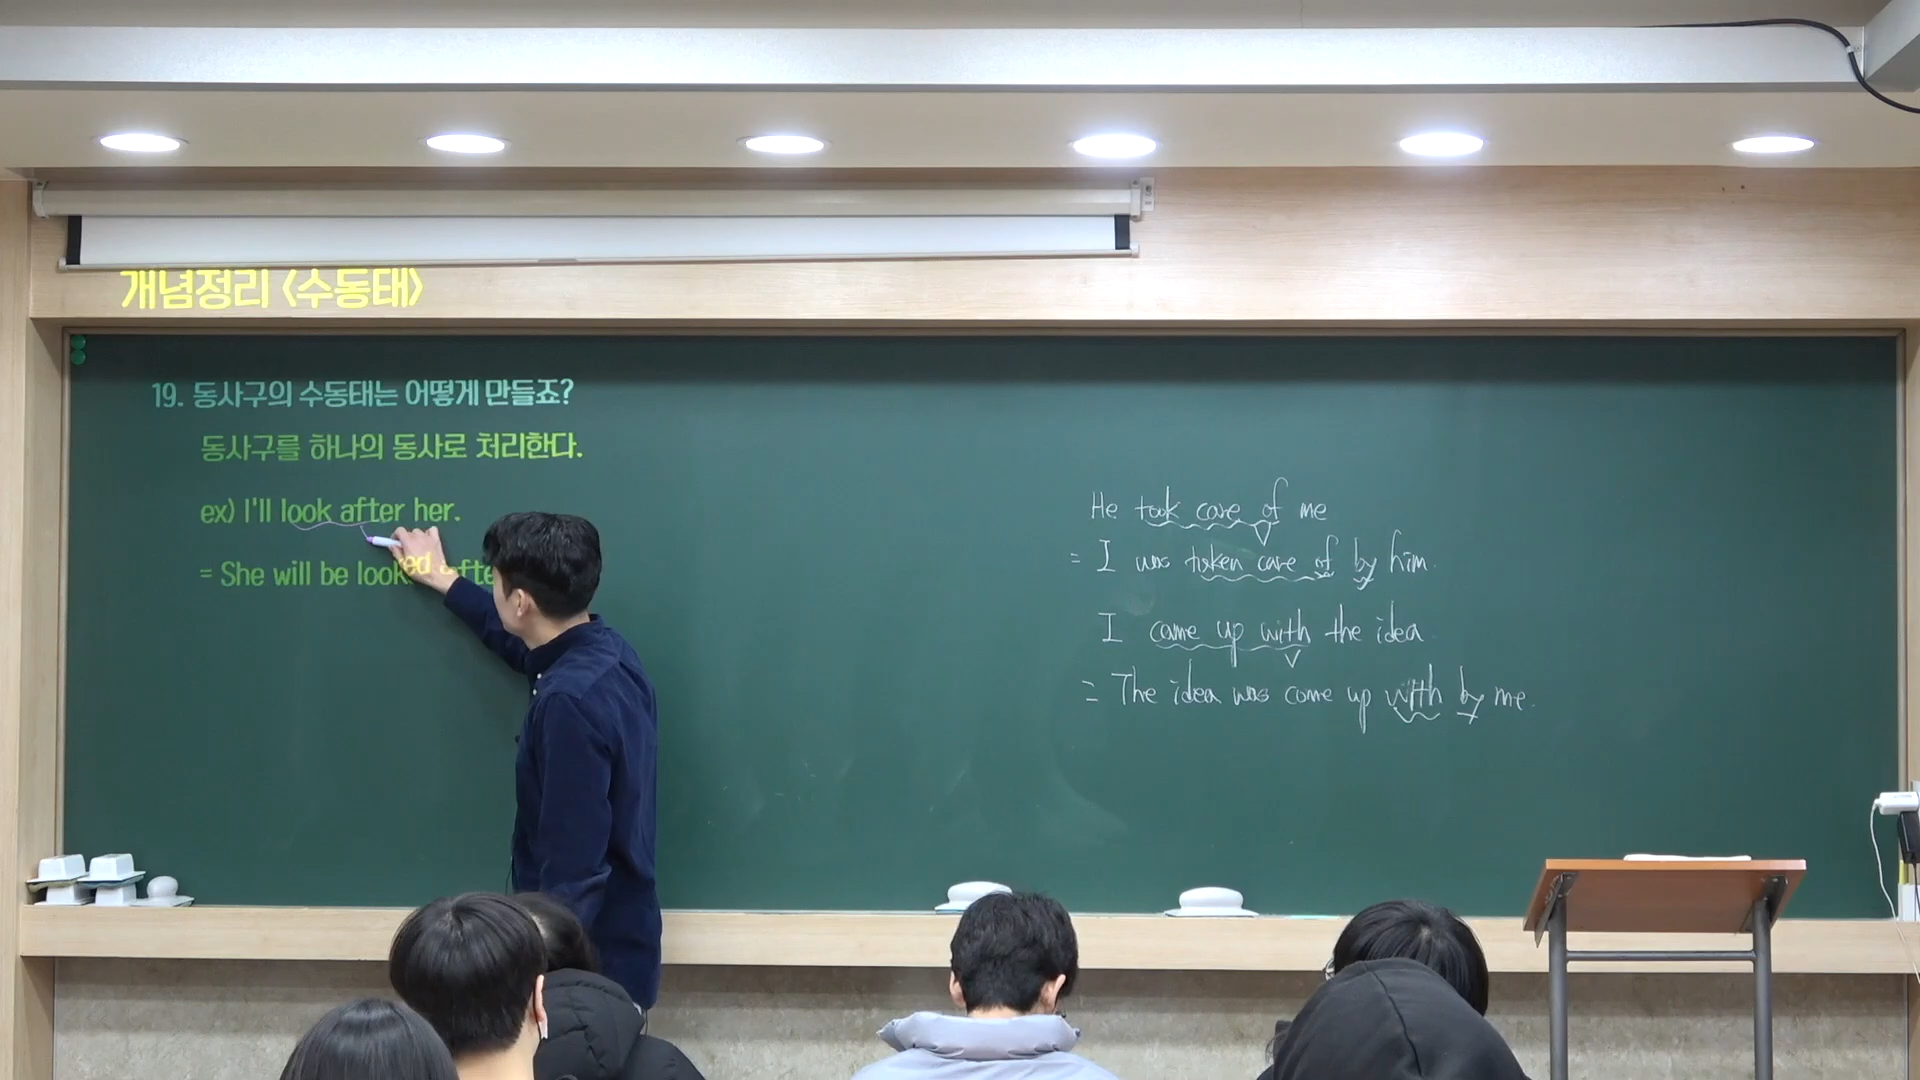 개념정리 <수동태>
19. 동사구의 수동태는 어떻게 만들죠?
동사구를 하나의 동사로 처리한다.
ex) I'll look after her.
= She will be looked afte
He took care of me
= I was taken care of by him.
I came up with the idea
= The idea was come up with by me.